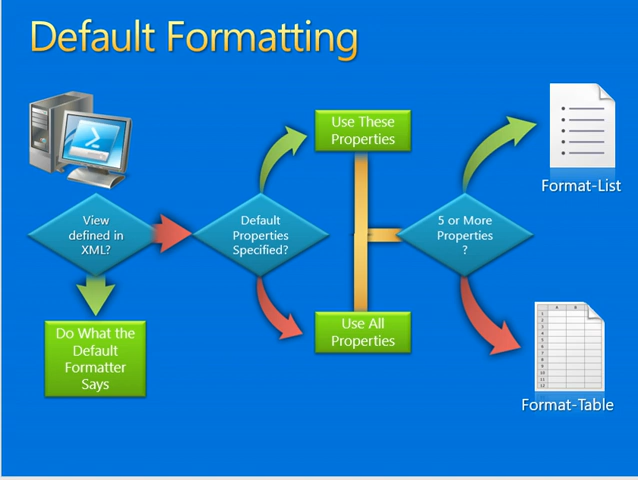 Default Formatting
Use These
Properties
Format-List
View
defined in
XML?
Default
Properties
Specified?
5 or More
Properties
?
Do What the
Default
Formatter
Says
Use All
Properties
Format-Table